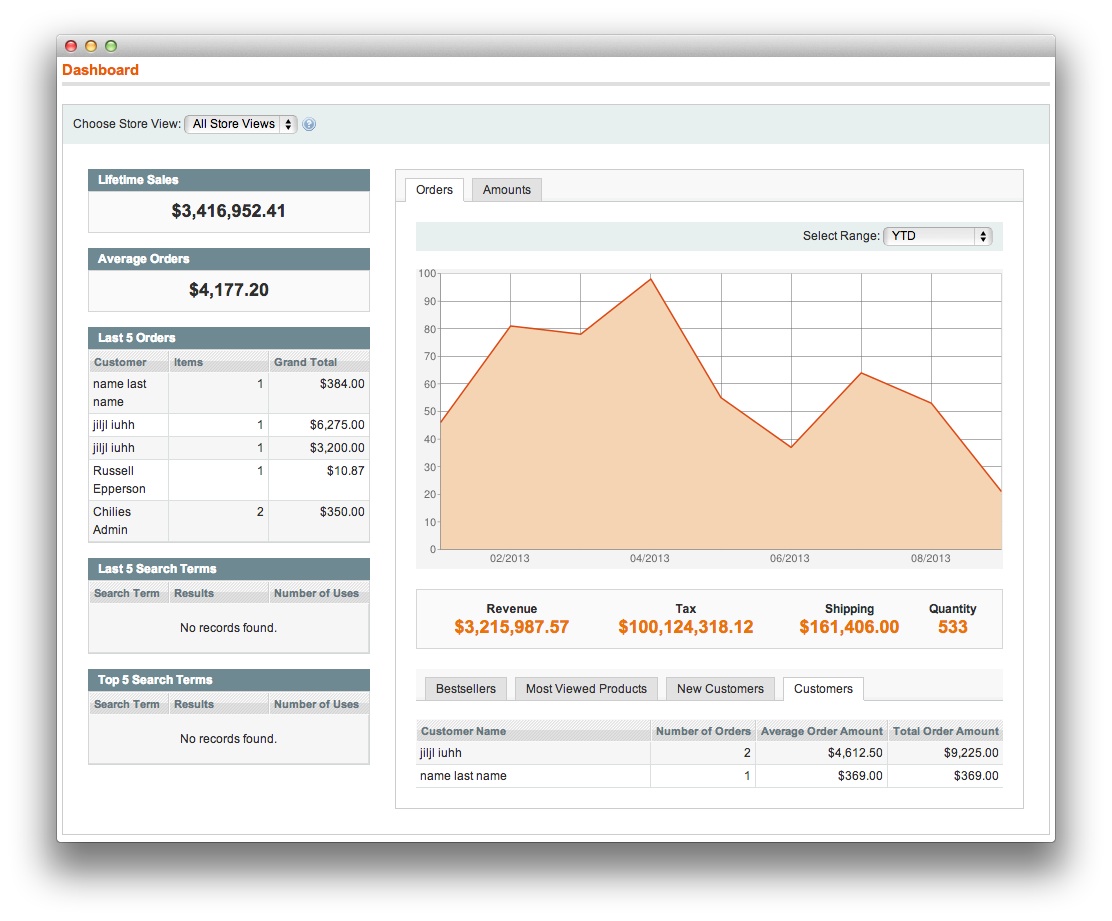 Dashboard
Choose Store View: All Store Views
Lifetime Sales
$3,416,952.41
Average Orders
$4,177.20
Last 5 Orders
Customer Items Grand Total
name last 1 $384.00
name
jiljl iuhh 1 $6,275.00
jiljl iuhh 1 $3,200.00
Russell 1 $10.87
Epperson
Chilies 2 $350.00
Admin
Last 5 Search Terms
Search Term Results Number of Uses
No records found.
Top 5 Search Terms
Search Term Results Number of Uses
No records found.
Orders Amounts
Select Range: YTD
100
90
80
70
60
50
40
30
20
10
0
02/2013 04/2013 06/2013 08/2013
Revenue Tax Shipping Quantity
$3,215,987.57 $100,124,318.12 $161,406.00 533
Bestsellers Most Viewed Products New Customers Customers
Customer Name Number of Orders Average Order Amount Total Order Amount
jiljl iuhh 2 $4,612.50 $9,225.00
name last name 1 $369.00 $369.00